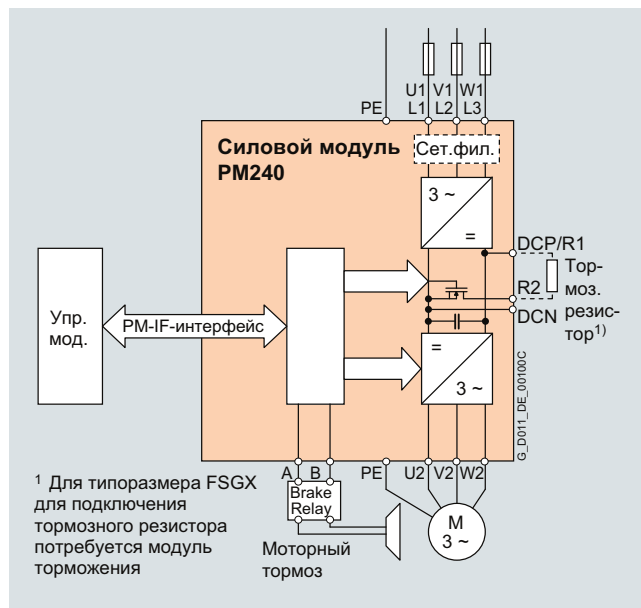 U1 V1 W1
PE L1 L2 L3
Силовой модуль
PM240
Сет.фил.
3 ~
=
DCP/R1
R2
DCN
Тор-
моз.
резис-
тор1)
Упр.
мод.
PM-IF-интерфейс
=
3 ~
G_D011_DE_00100C
A B PE U2 V2 W2
Brake
Relay
M
3 ~
Моторный
тормоз
1 Для типоразмера FSGX
для подключения
тормозного резистора
потребуется модуль
торможения